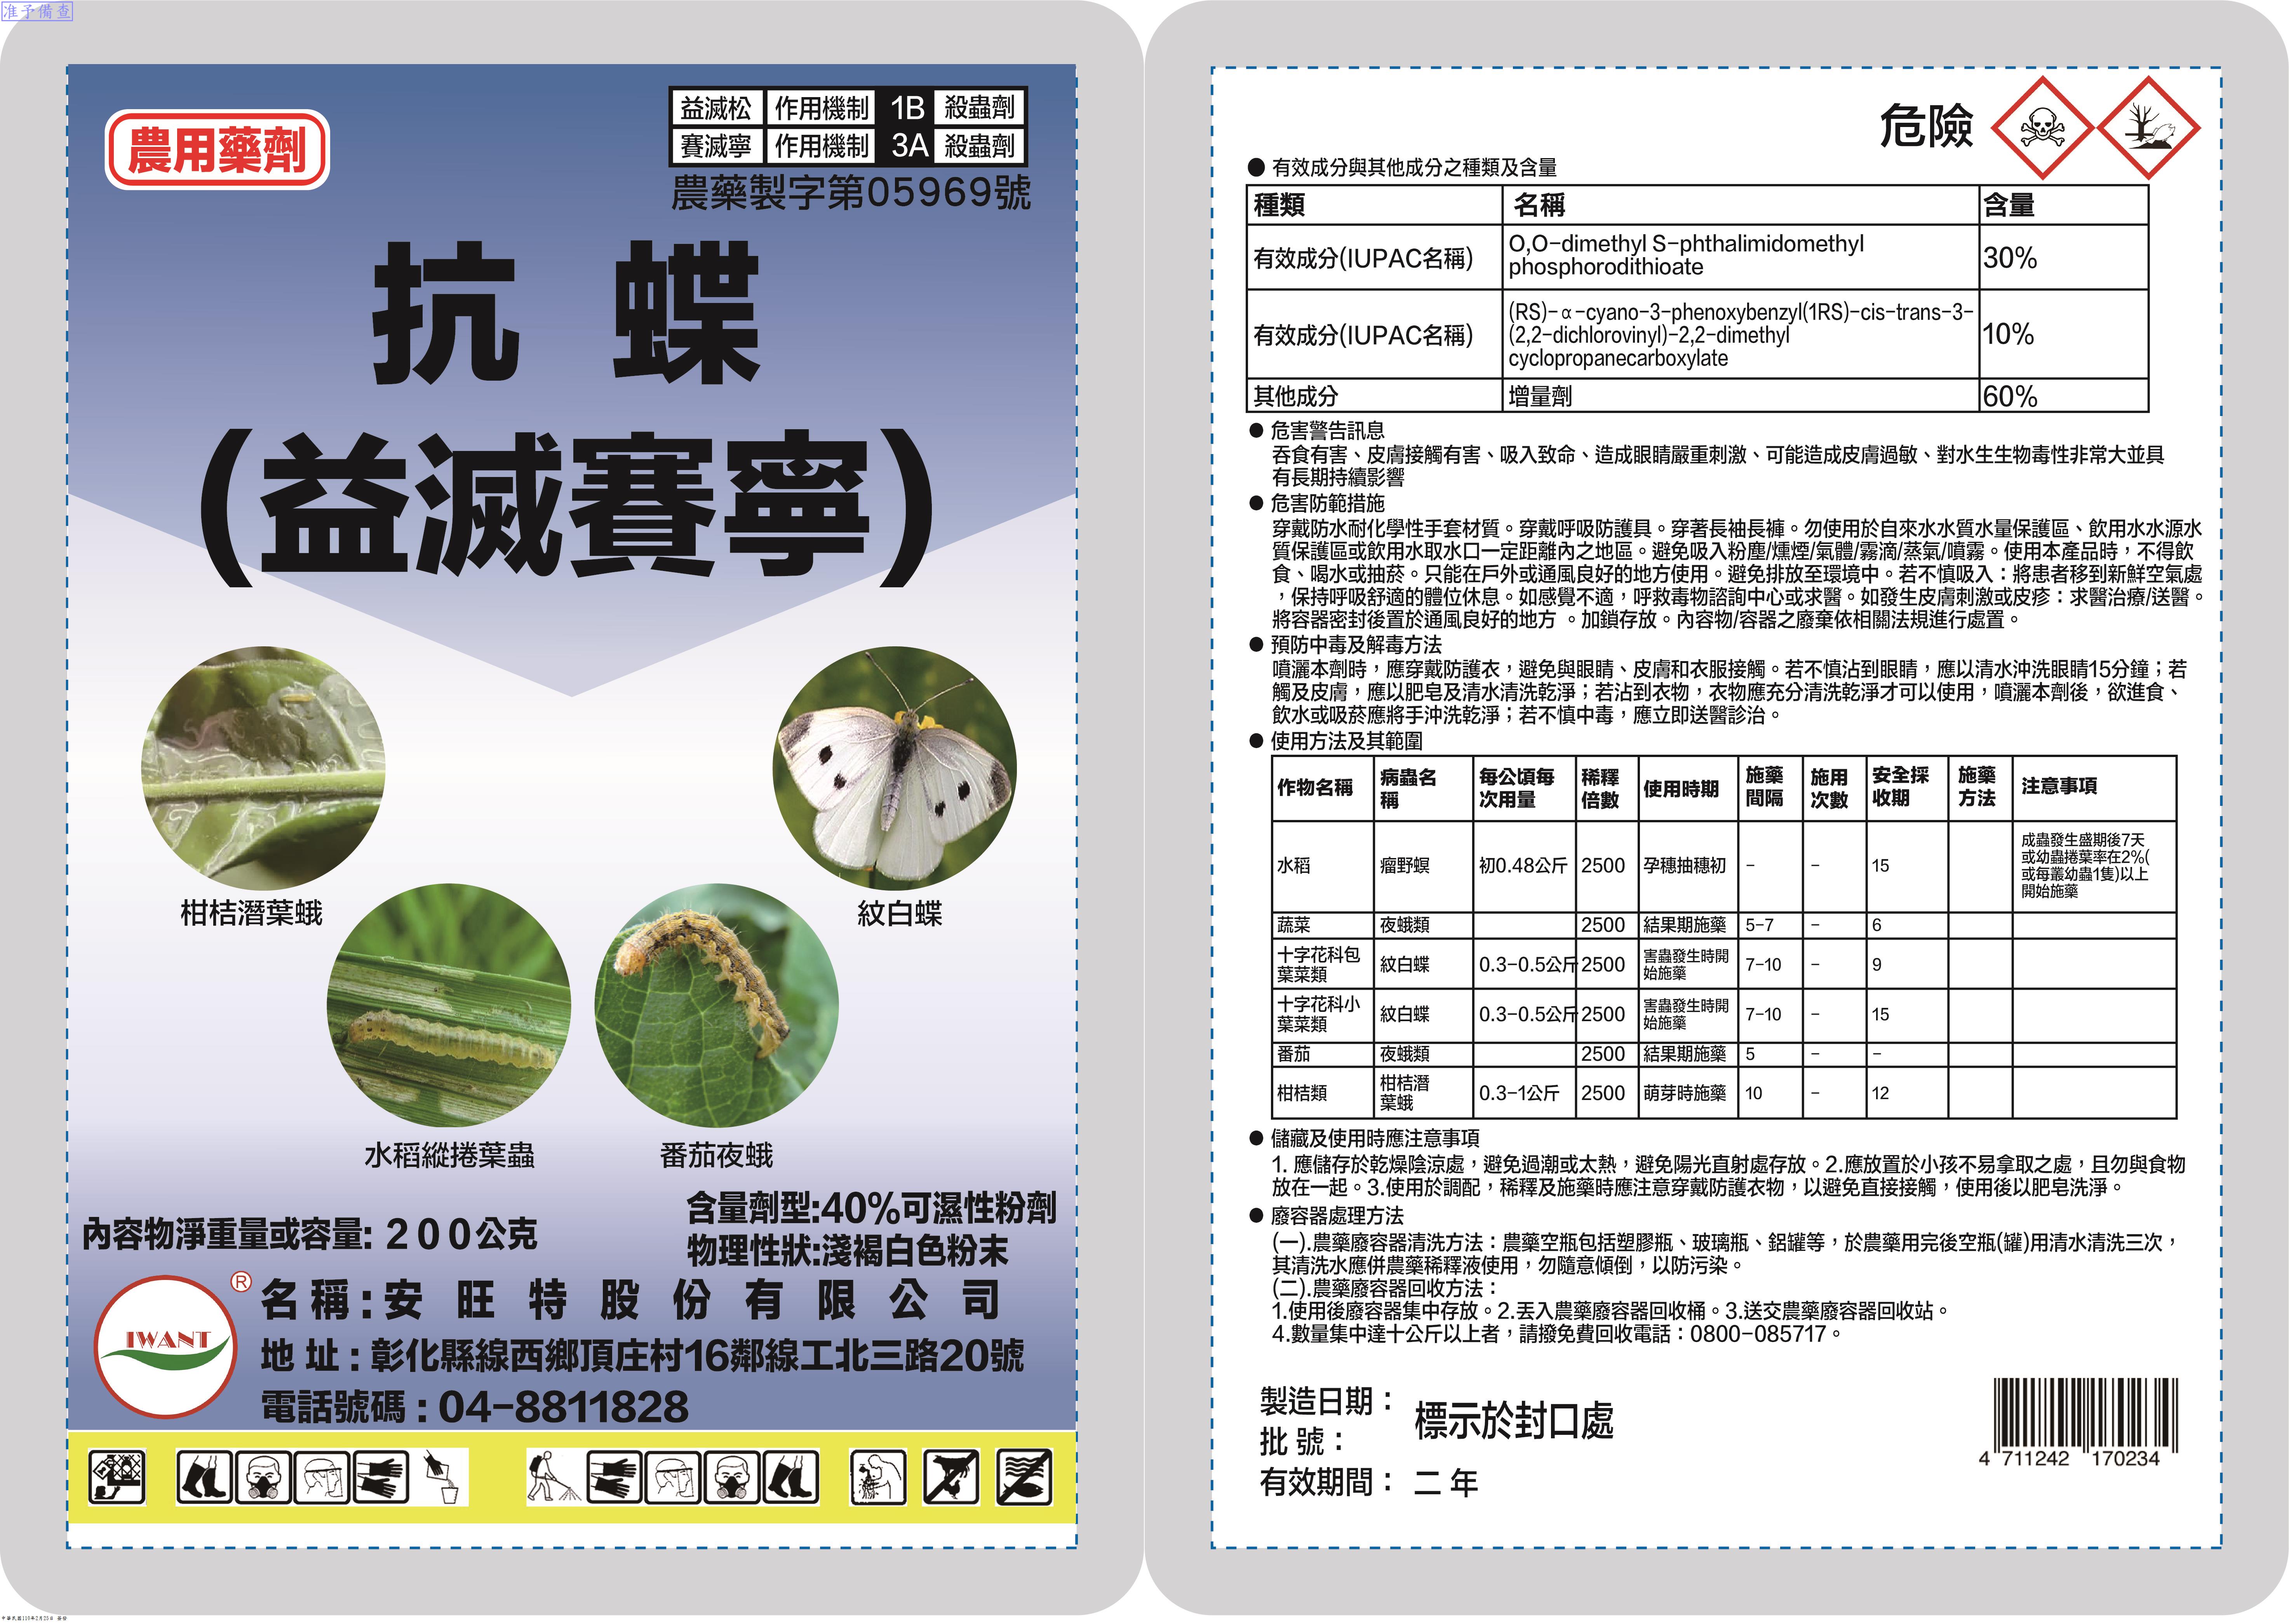 准予備查
農用藥劑
益滅松 作用機制 1B 殺蟲劑
賽滅寧 作用機制 3A 殺蟲劑
農藥製字第05969號
抗 蝶
(益滅賽寧)
柑桔潛葉蛾
紋白蝶
水稻縱捲葉蟲
番茄夜蛾
內容物淨重量或容量: 200公克
含量劑型:40%可濕性粉劑
物理性狀:淺褐白色粉末
IWANT
®
名 稱 : 安 旺 特 股 份 有 限 公 司
地 址 : 彰化縣線西鄉頂庄村16鄰線工北三路20號
電話號碼 : 04-8811828
危險
● 有效成分與其他成分之種類及含量
種類 名稱 含量
有效成分(IUPAC名稱) O,O-dimethyl S-phthalimidomethyl
phosphorodithioate 30%
有效成分(IUPAC名稱) (RS)-α-cyano-3-phenoxybenzyl(1RS)-cis-trans-3-
(2,2-dichlorovinyl)-2,2-dimethyl
cyclopropanecarboxylate 10%
其他成分 增量劑 60%
● 危害警告訊息
吞食有害、皮膚接觸有害、吸入致命、造成眼睛嚴重刺激、可能造成皮膚過敏、對水生生物毒性非常大並具
有長期持續影響
● 危害防範措施
穿戴防水耐化學性手套材質。穿戴呼吸防護具。穿著長袖長褲。勿使用於自來水水質水量保護區、飲用水水源水
質保護區或飲用水取水口一定距離內之地區。避免吸入粉塵/燻煙/氣體/霧滴/蒸氣/噴霧。使用本產品時，不得飲
食、喝水或抽菸。只能在戶外或通風良好的地方使用。避免排放至環境中。若不慎吸入：將患者移到新鮮空氣處
，保持呼吸舒適的體位休息。如感覺不適，呼救毒物諮詢中心或求醫。如發生皮膚刺激或皮疹：求醫治療/送醫。
將容器密封後置於通風良好的地方 。加鎖存放。內容物/容器之廢棄依相關法規進行處置。
● 預防中毒及解毒方法
噴灑本劑時，應穿戴防護衣，避免與眼睛、皮膚和衣服接觸。若不慎沾到眼睛，應以清水沖洗眼睛15分鐘；若
觸及皮膚，應以肥皂及清水清洗乾淨；若沾到衣物，衣物應充分清洗乾淨才可以使用，噴灑本劑後，欲進食、
飲水或吸菸應將手沖洗乾淨；若不慎中毒，應立即送醫診治。
● 使用方法及其範圍
作物名稱 病蟲名稱 每公頃每次用量 稀釋倍數 使用時期 施藥間隔 施用次數 安全採收期 施藥方法 注意事項
水稻 瘤野螟 初0.48公斤 2500 孕穗抽穗初 - - 15 成蟲發生盛期後7天
或幼蟲捲葉率在2%(
或每叢幼蟲1隻)以上
開始施藥
蔬菜 夜蛾類 2500 結果期施藥 5-7 - 6
十字花科包葉菜類 紋白蝶 0.3-0.5公斤 2500 害蟲發生時開始施藥 7-10 - 9
十字花科小葉菜類 紋白蝶 0.3-0.5公斤 2500 害蟲發生時開始施藥 7-10 - 15
番茄 夜蛾類 2500 結果期施藥 5 - -
柑桔類 柑桔潛葉蛾 0.3-1公斤 2500 萌芽時施藥 10 - 12
● 儲藏及使用時應注意事項
1. 應儲存於乾燥陰涼處，避免過潮或太熱，避免陽光直射處存放。2.應放置於小孩不易拿取之處，且勿與食物
放在一起。3.使用於調配，稀釋及施藥時應注意穿戴防護衣物，以避免直接接觸，使用後以肥皂洗淨。
● 廢容器處理方法
(一).農藥廢容器清洗方法：農藥空瓶包括塑膠瓶、玻璃瓶、鋁罐等，於農藥用完後空瓶(罐)用清水清洗三次，
其清洗水應併農藥稀釋液使用，勿隨意傾倒，以防污染。
(二).農藥廢容器回收方法：
1.使用後廢容器集中存放。2.丟入農藥廢容器回收桶。3.送交農藥廢容器回收站。
4.數量集中達十公斤以上者，請撥免費回收電話：0800-085717。
製造日期：
批 號：
標示於封口處
有效期間： 二 年
4 711242 170234